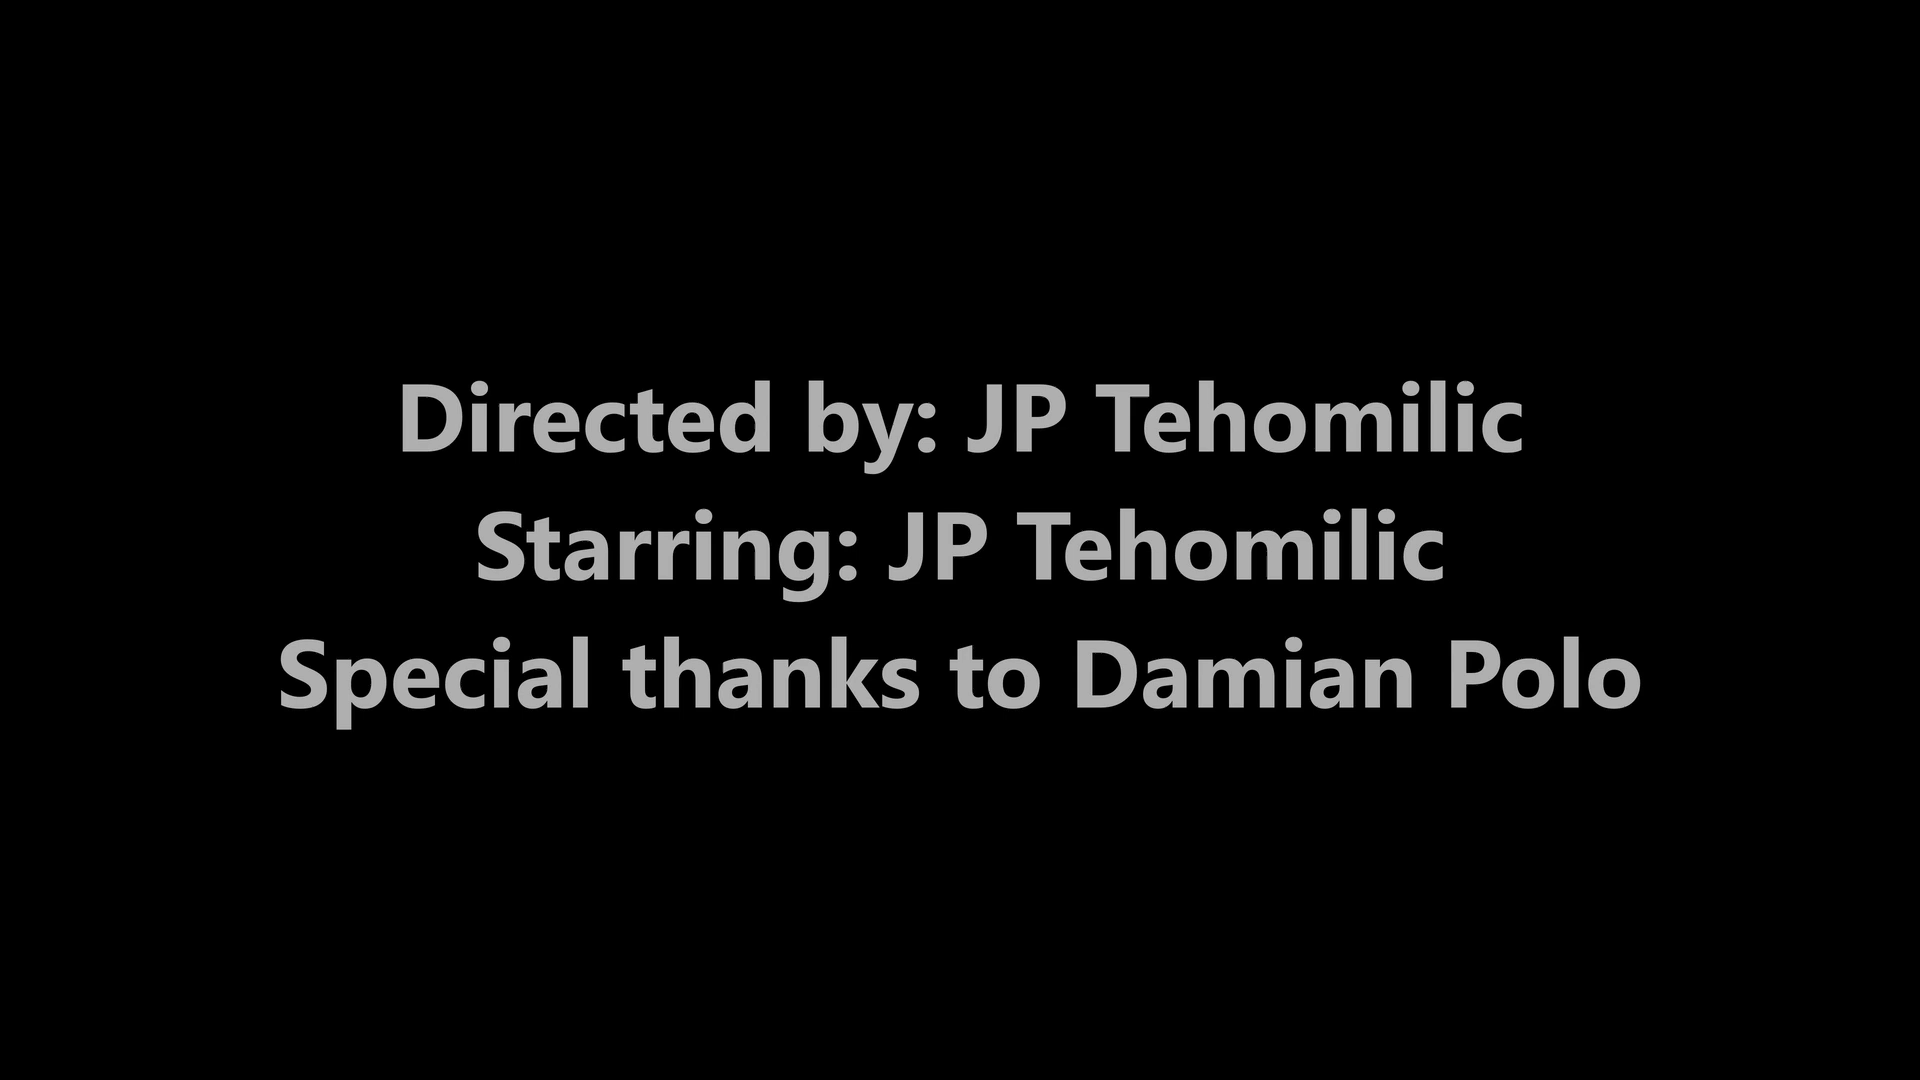 Directed by: JP Tehomilic
Starring: JP Tehomilic
Special thanks to Damian Polo